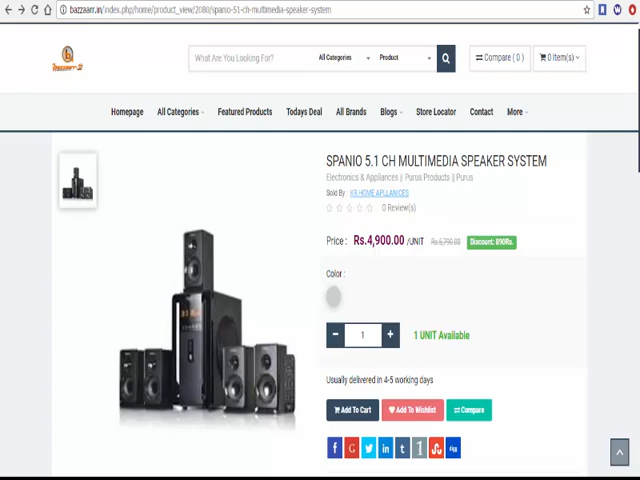 bazzaarr.in/index.php/home/product_view/2080/spanio-51-ch-multimedia-speaker-system
What Are You Looking For? All Categories Product Compare ( 0 ) 0 Item(s)
Homepage All Categories Featured Products Todays Deal All Brands Blogs Store Locator Contact More
SPANIO 5.1 CH MULTIMEDIA SPEAKER SYSTEM
Electronics & Appliances || Purus Products || Purus
Sold By : KR HOME APLLANICES
0 Review(s)
Price : Rs.4,900.00 /UNIT Rs.5,790.00 Discount: 890Rs.
Color :
1 1 UNIT Available
Usually delivered in 4-5 working days
Add To Cart Add To Wishlist Compare